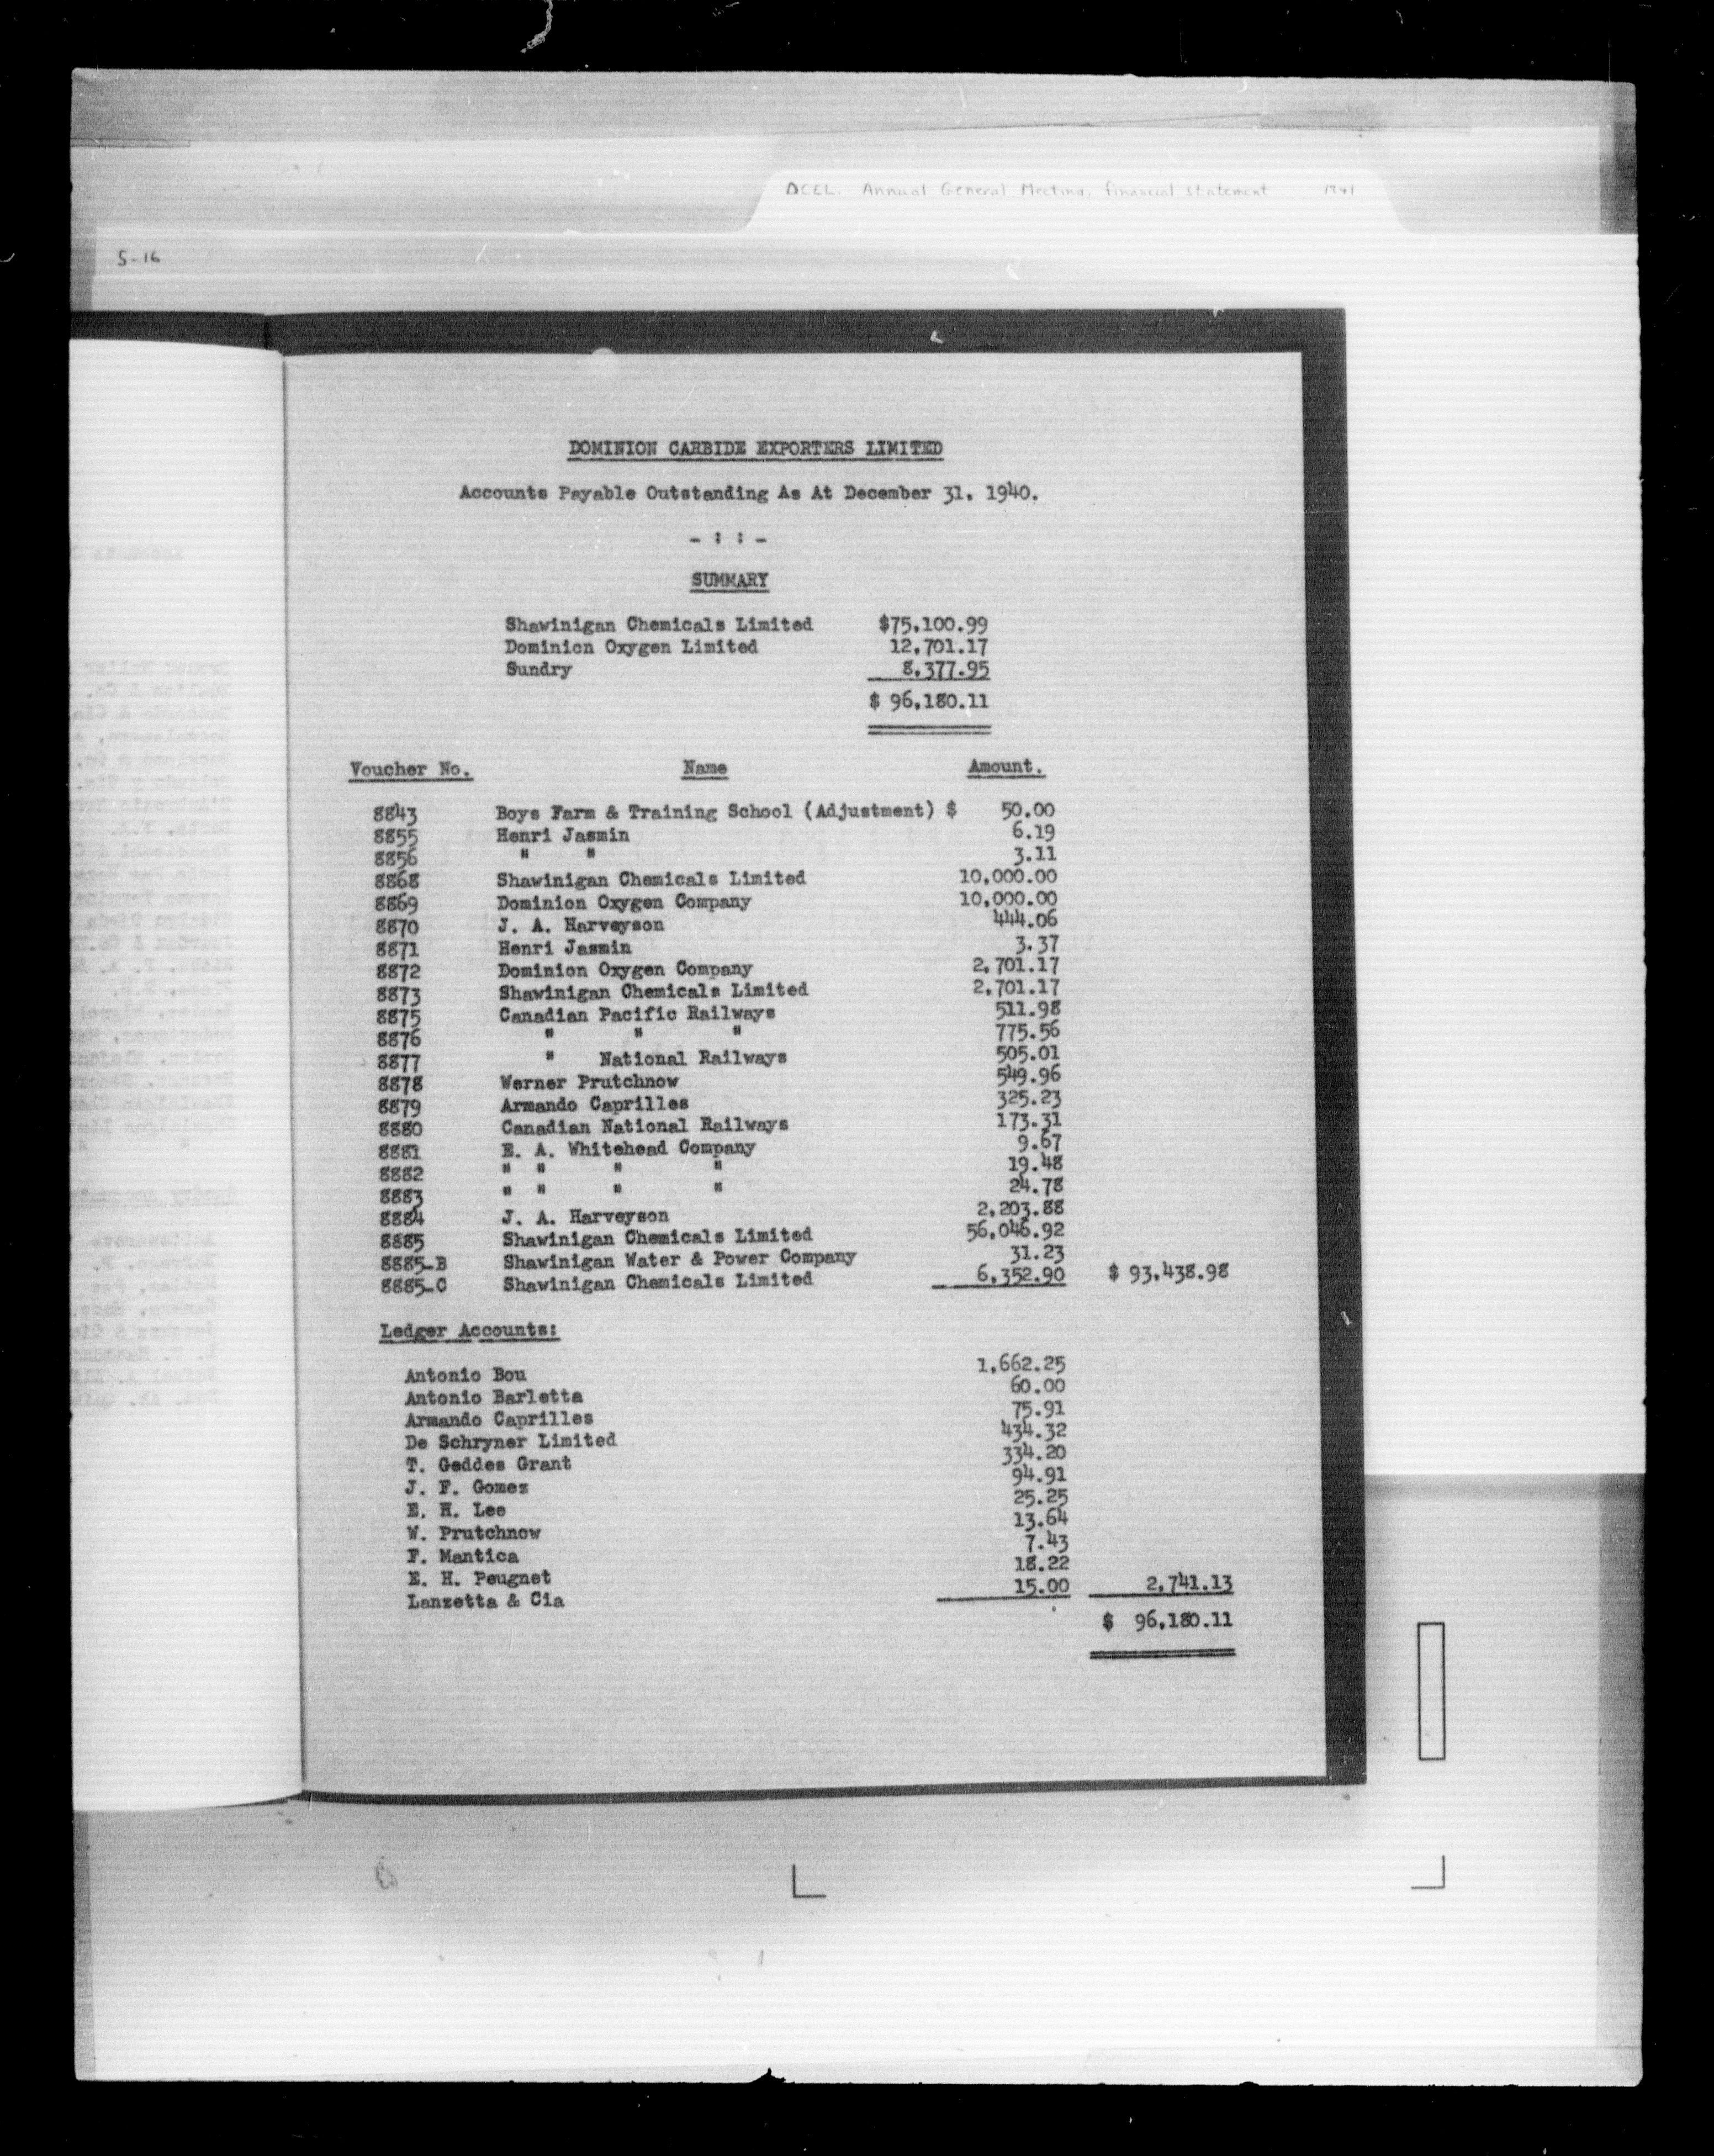 DCEL. Annual General Meeting. financial statement 1941
5-16
DOMINION CARBIDE EXPORTERS LIMITED
Accounts Payable Outstanding As At December 31, 1940.
- : : -
SUMMARY
Shawinigan Chemicals Limited $75,100.99
Dominion Oxygen Limited 12,701.17
Sundry 8,377.95
$ 96,180.11
Voucher No. Name Amount.
8843 Boys Farm & Training School (Adjustment) $ 50.00
8855 Henri Jasmin 6.19
8856 " " 3.11
8868 Shawinigan Chemicals Limited 10,000.00
8869 Dominion Oxygen Company 10,000.00
8870 J. A. Harveyson 444.06
8871 Henri Jasmin 3.37
8872 Dominion Oxygen Company 2,701.17
8873 Shawinigan Chemicals Limited 2,701.17
8875 Canadian Pacific Railways 511.98
8876 " " " 775.56
8877 " National Railways 505.01
8878 Werner Prutchnow 549.96
8879 Armando Caprilles 325.23
8880 Canadian National Railways 173.31
8881 E. A. Whitehead Company 9.67
8882 " " " " 19.48
8883 " " " " 24.78
8884 J. A. Harveyson 2,203.88
8885 Shawinigan Chemicals Limited 56,046.92
8885-B Shawinigan Water & Power Company 31.23
8885-C Shawinigan Chemicals Limited 6,352.90 $ 93,438.98
Ledger Accounts:
Antonio Bou 1,662.25
Antonio Barletta 60.00
Armando Caprilles 75.91
De Schryner Limited 434.32
T. Geddes Grant 334.20
J. F. Gomez 94.91
E. H. Lee 25.25
W. Prutchnow 13.64
F. Mantica 7.43
E. H. Peugnet 18.22
Lanzetta & Cia 15.00 2,741.13
$ 96,180.11